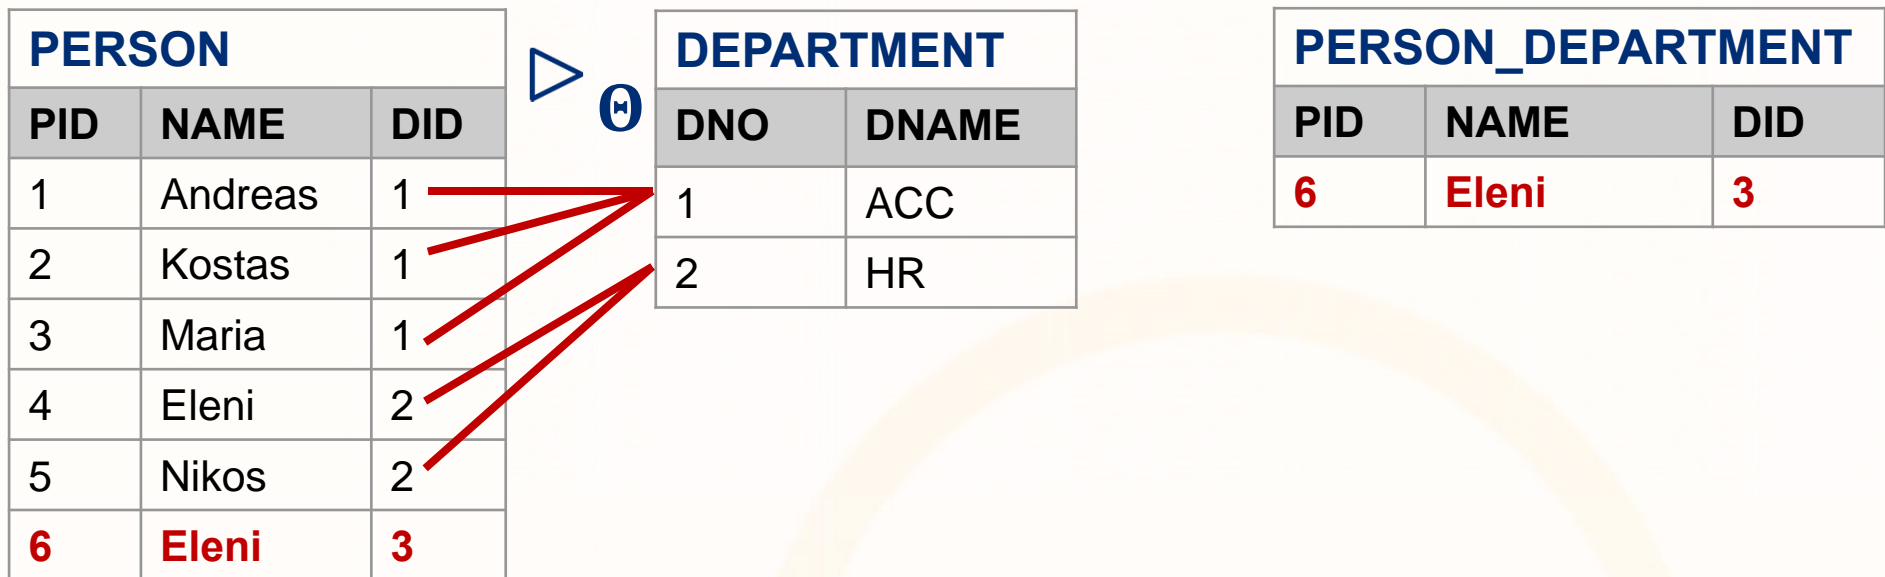 PERSON
PID NAME DID
1 Andreas 1
2 Kostas 1
3 Maria 1
4 Eleni 2
5 Nikos 2
6 Eleni 3
▷ Θ
DEPARTMENT
DNO DNAME
1 ACC
2 HR
PERSON_DEPARTMENT
PID NAME DID
6 Eleni 3